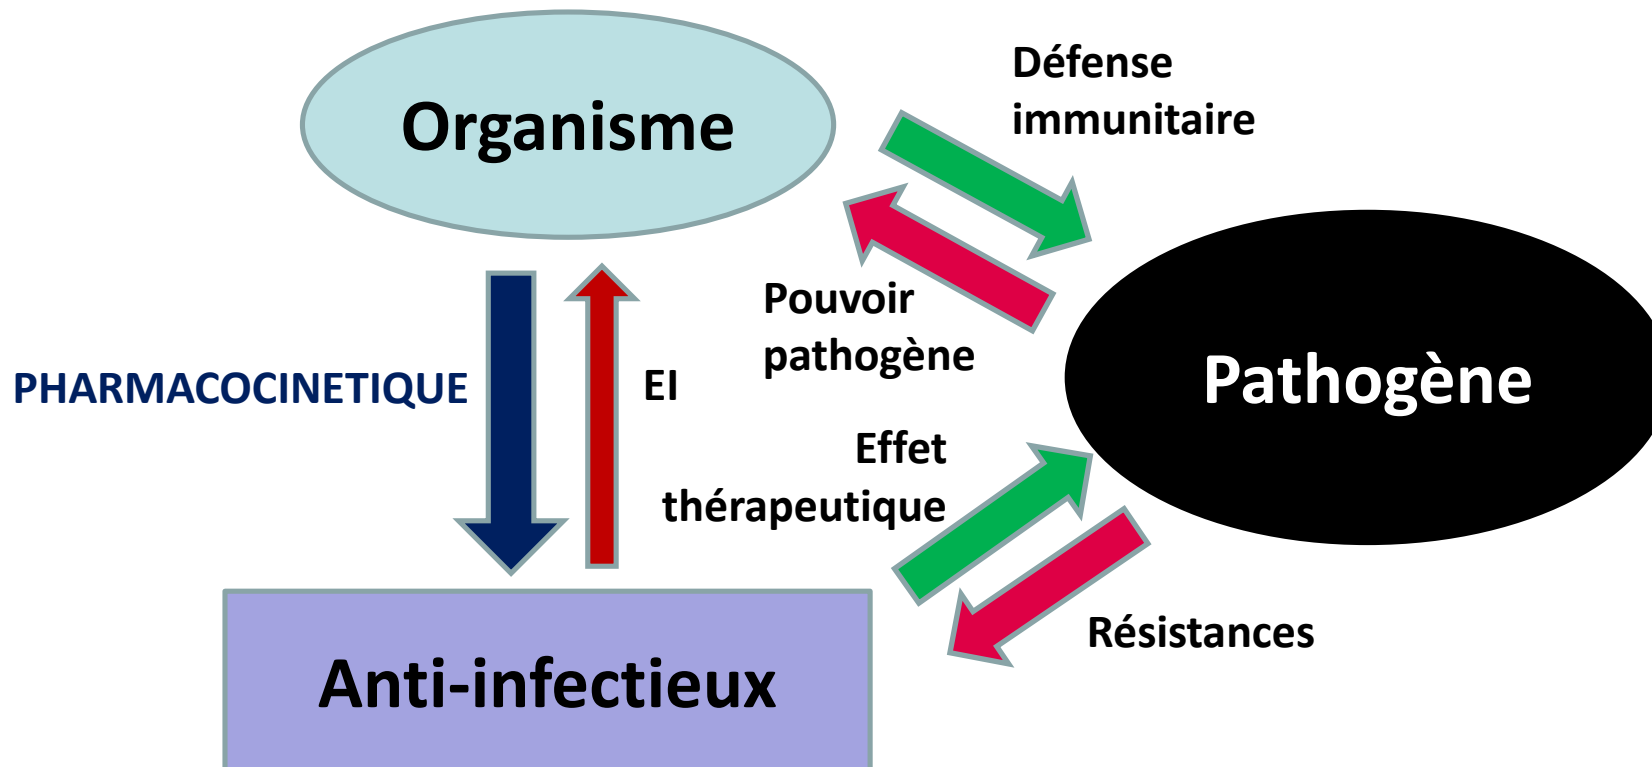 Défense
immunitaire
Organisme
Pouvoir
pathogène
PHARMACOCINETIQUE
EI
Pathogène
Effet
thérapeutique
Résistances
Anti-infectieux